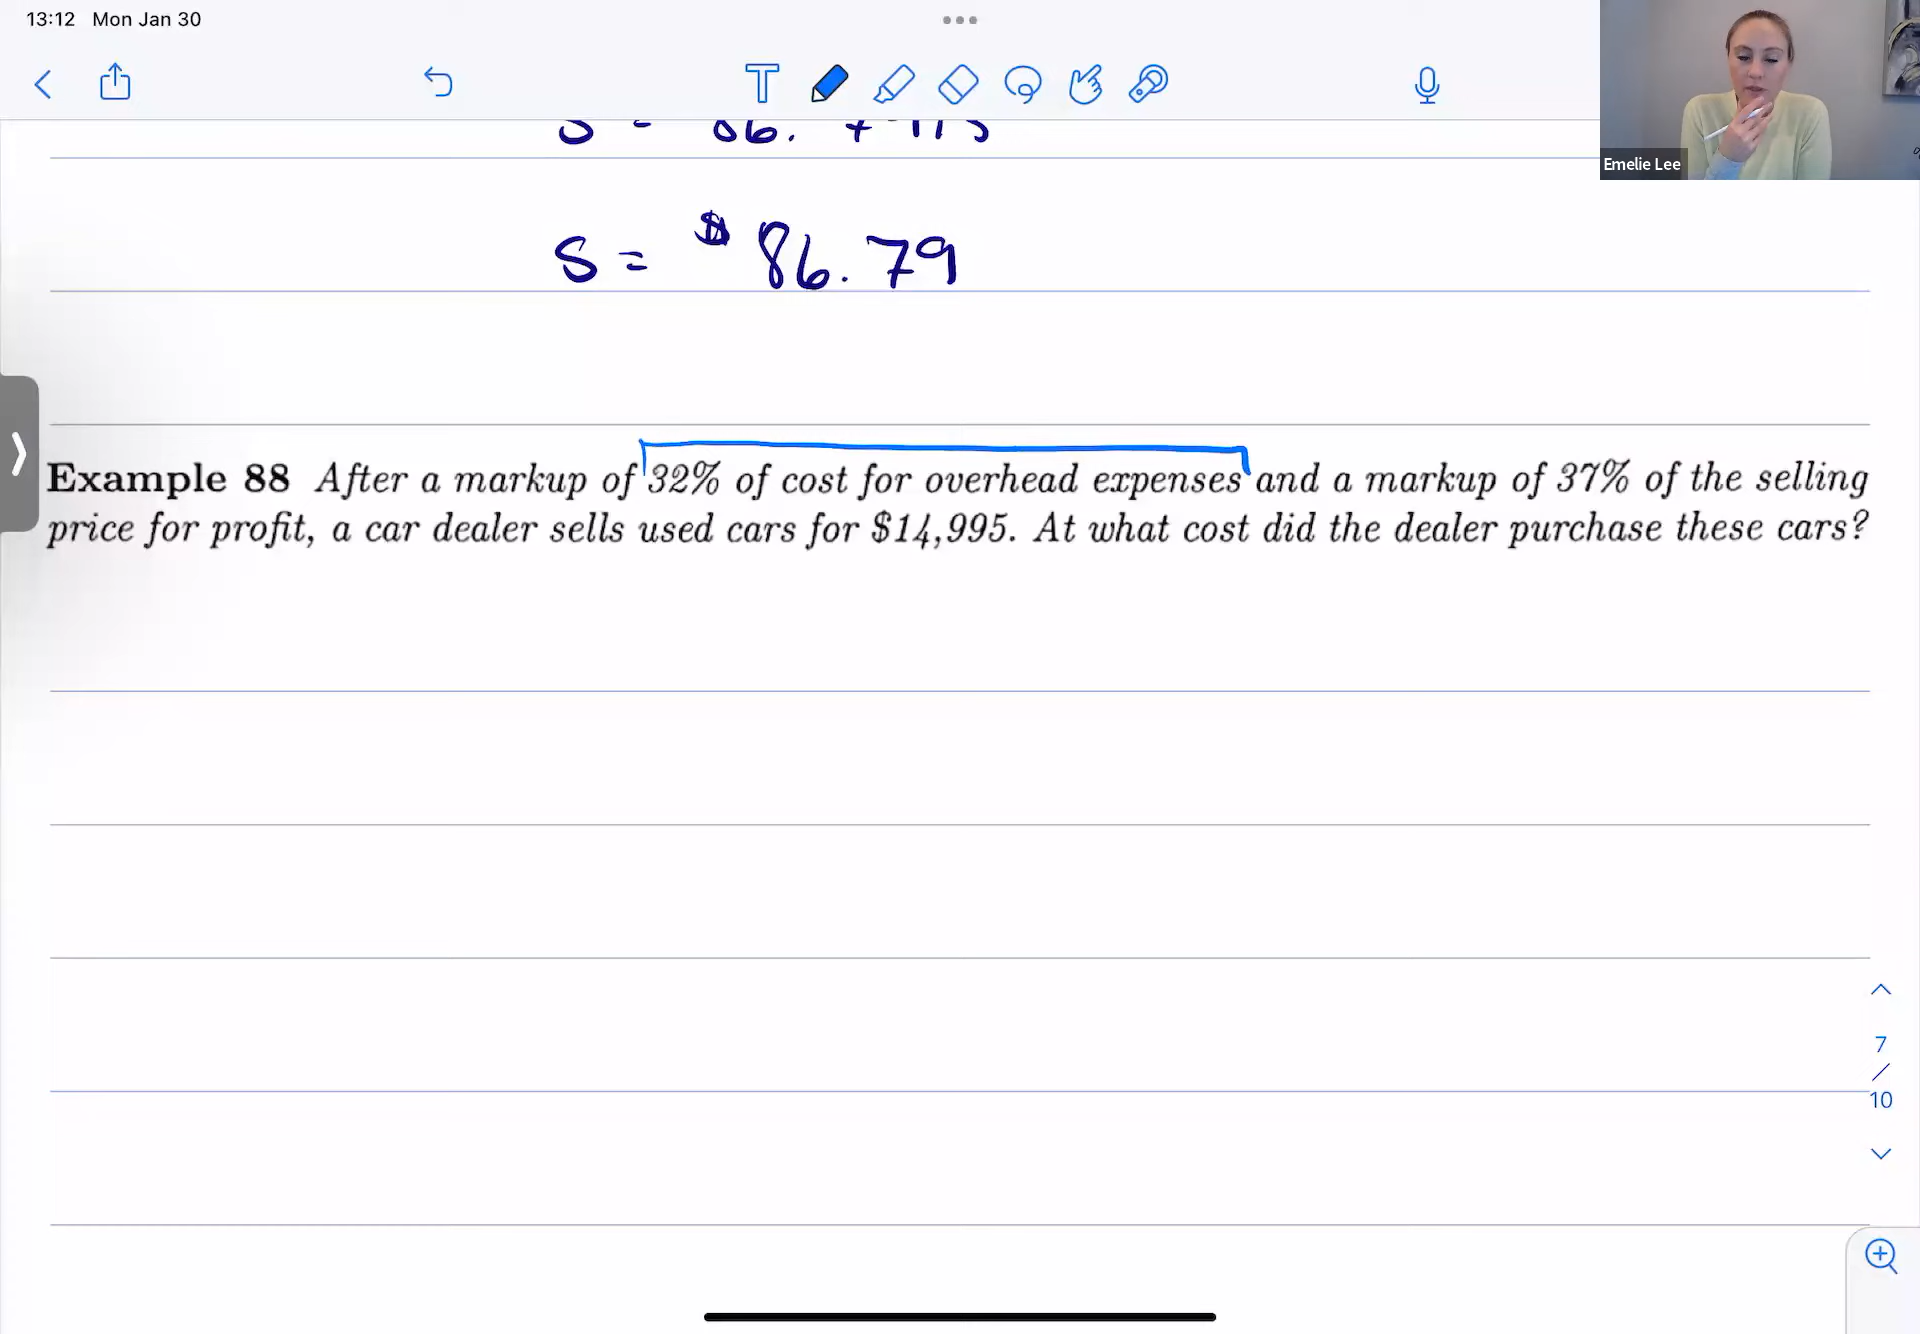 13:12 Mon Jan 30
Emelie Lee
S = $86.79
Example 88 After a markup of 32% of cost for overhead expenses and a markup of 37% of the selling
price for profit, a car dealer sells used cars for $14,995. At what cost did the dealer purchase these cars?
7
/
10